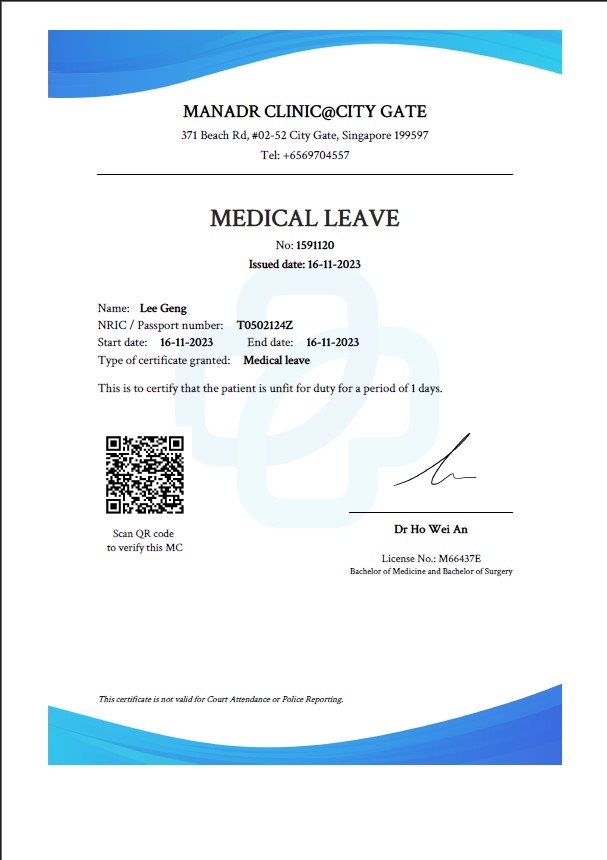 MANADR CLINIC@CITY GATE
371 Beach Rd, #02-52 City Gate, Singapore 199597
Tel: +6569704557
MEDICAL LEAVE
No: 1591120
Issued date: 16-11-2023
Name: Lee Geng
NRIC / Passport number: T0502124Z
Start date: 16-11-2023 End date: 16-11-2023
Type of certificate granted: Medical leave
This is to certify that the patient is unfit for duty for a period of 1 days.
Scan QR code
to verify this MC
Dr Ho Wei An
License No.: M66437E
Bachelor of Medicine and Bachelor of Surgery
This certificate is not valid for Court Attendance or Police Reporting.